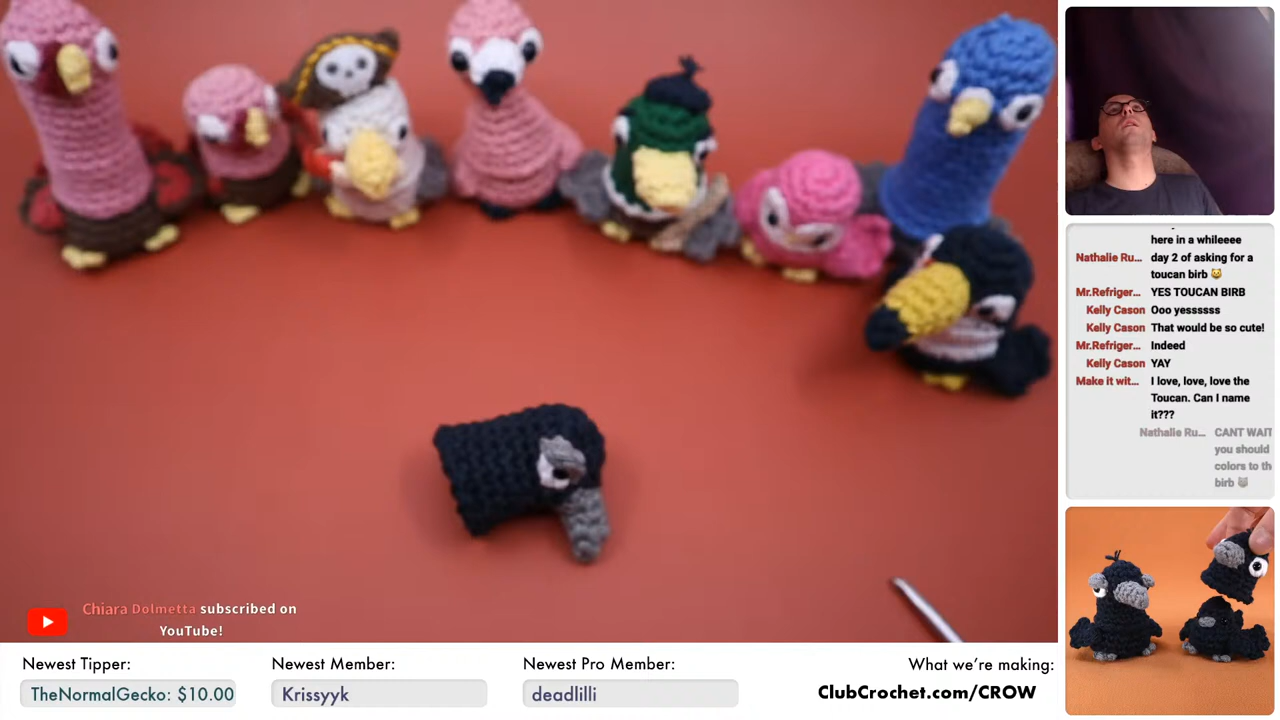 here in a whileeee
Nathalie Ru... day 2 of asking for a
toucan birb
Mr.Refriger... YES TOUCAN BIRB
Kelly Cason Ooo yessssss
Kelly Cason That would be so cute!
Mr.Refriger... Indeed
Kelly Cason YAY
Make it wit... I love, love, love the
Toucan. Can I name
it???
Nathalie Ru... CANT WAIT
you should
colors to th
birb
Chiara Dolmetta subscribed on
YouTube!
Newest Tipper:
TheNormalGecko: $10.00
Newest Member:
Krissyyk
Newest Pro Member:
deadlilli
What we're making:
ClubCrochet.com/CROW